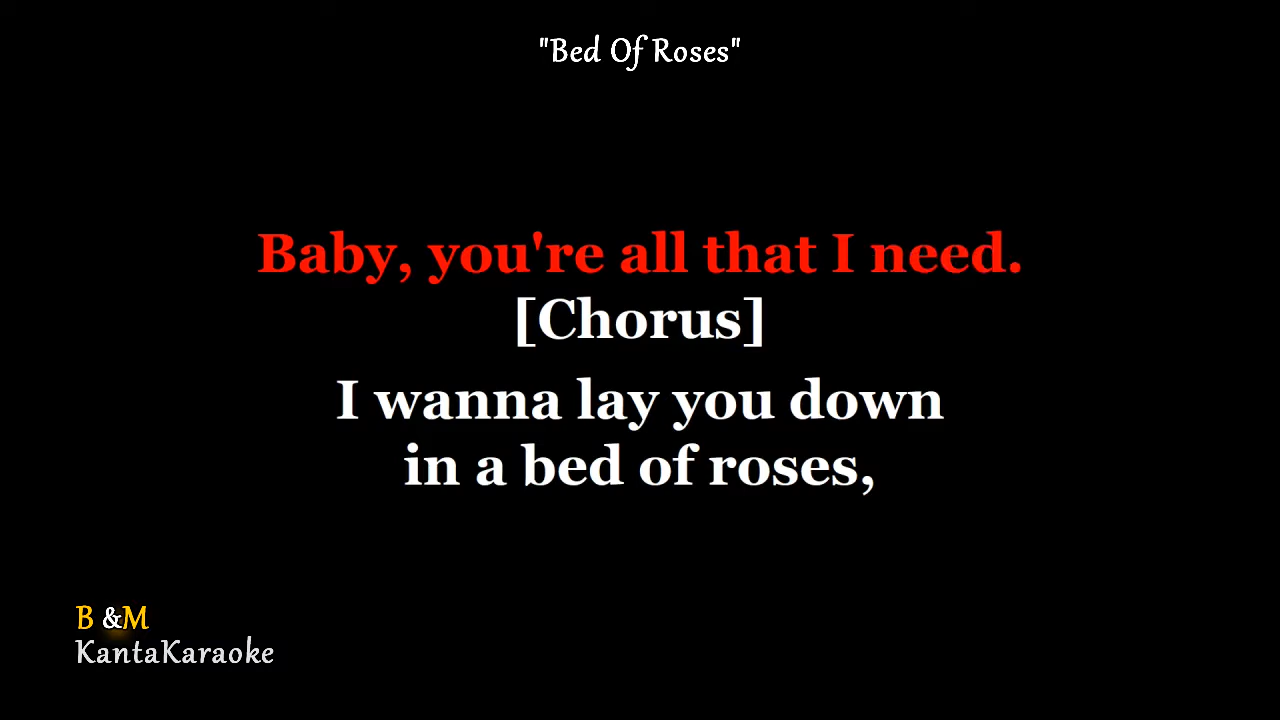 "Bed Of Roses"
Baby, you're all that I need.
[Chorus]
I wanna lay you down
in a bed of roses,
B &M
KantaKaraoke